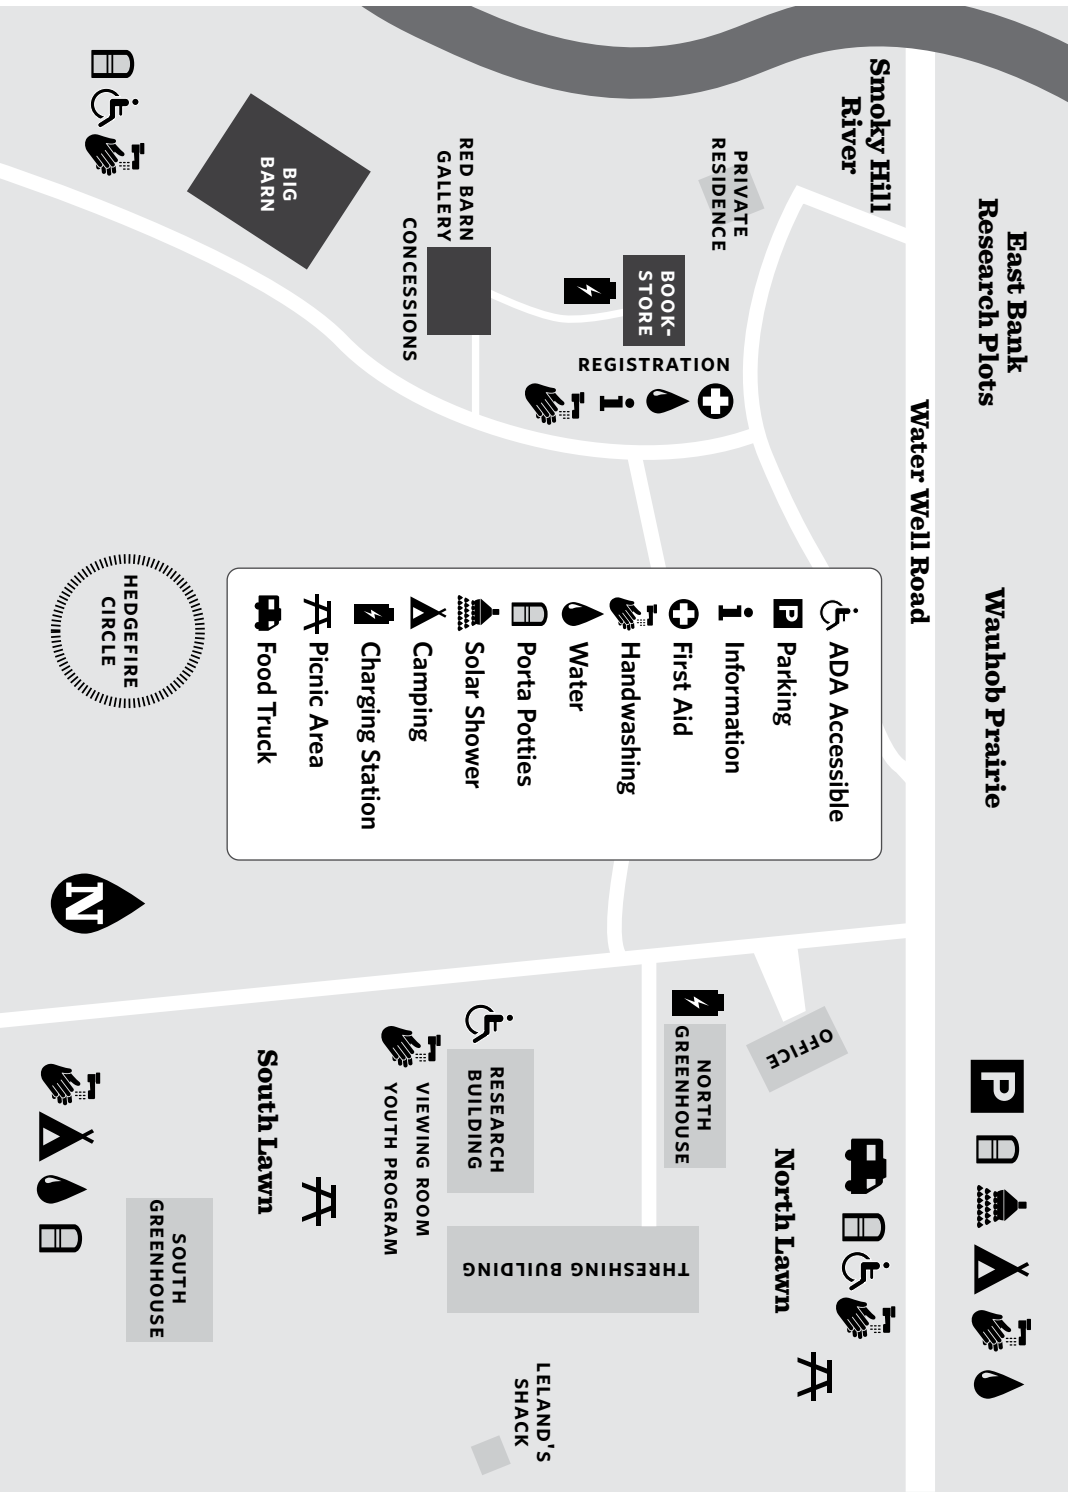 East Bank
Research Plots
Wauhob Prairie
P
Smoky Hill
River
Water Well Road
PRIVATE
RESIDENCE
BOOK-
STORE
REGISTRATION
i
RED BARN
GALLERY
CONCESSIONS
BIG
BARN
ADA Accessible
P Parking
i Information
First Aid
Handwashing
Water
Porta Potties
Solar Shower
Camping
Charging Station
Picnic Area
Food Truck
HEDGEFIRE
CIRCLE
N
OFFICE
North Lawn
NORTH
GREENHOUSE
RESEARCH
BUILDING
VIEWING ROOM
YOUTH PROGRAM
THRESHING BUILDING
South Lawn
SOUTH
GREENHOUSE
LELAND'S
SHACK